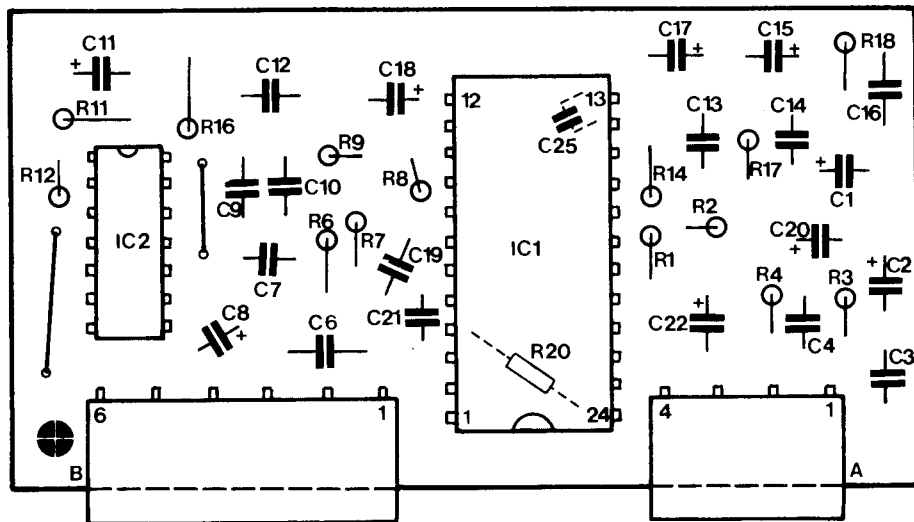 C11
C12
C18
C17
C15
R18
12
13
C13
C14
C16
R11
R16
R9
C25
R12
C9
C10
R8
R14
R17
C1
IC2
R6
R7
C19
IC1
R2
C20
R1
C7
R4
R3
C2
C8
C6
C21
C22
C4
R20
C3
6
1
1
24
4
1
B
A
+
+
+
+
+
+
+
+
+